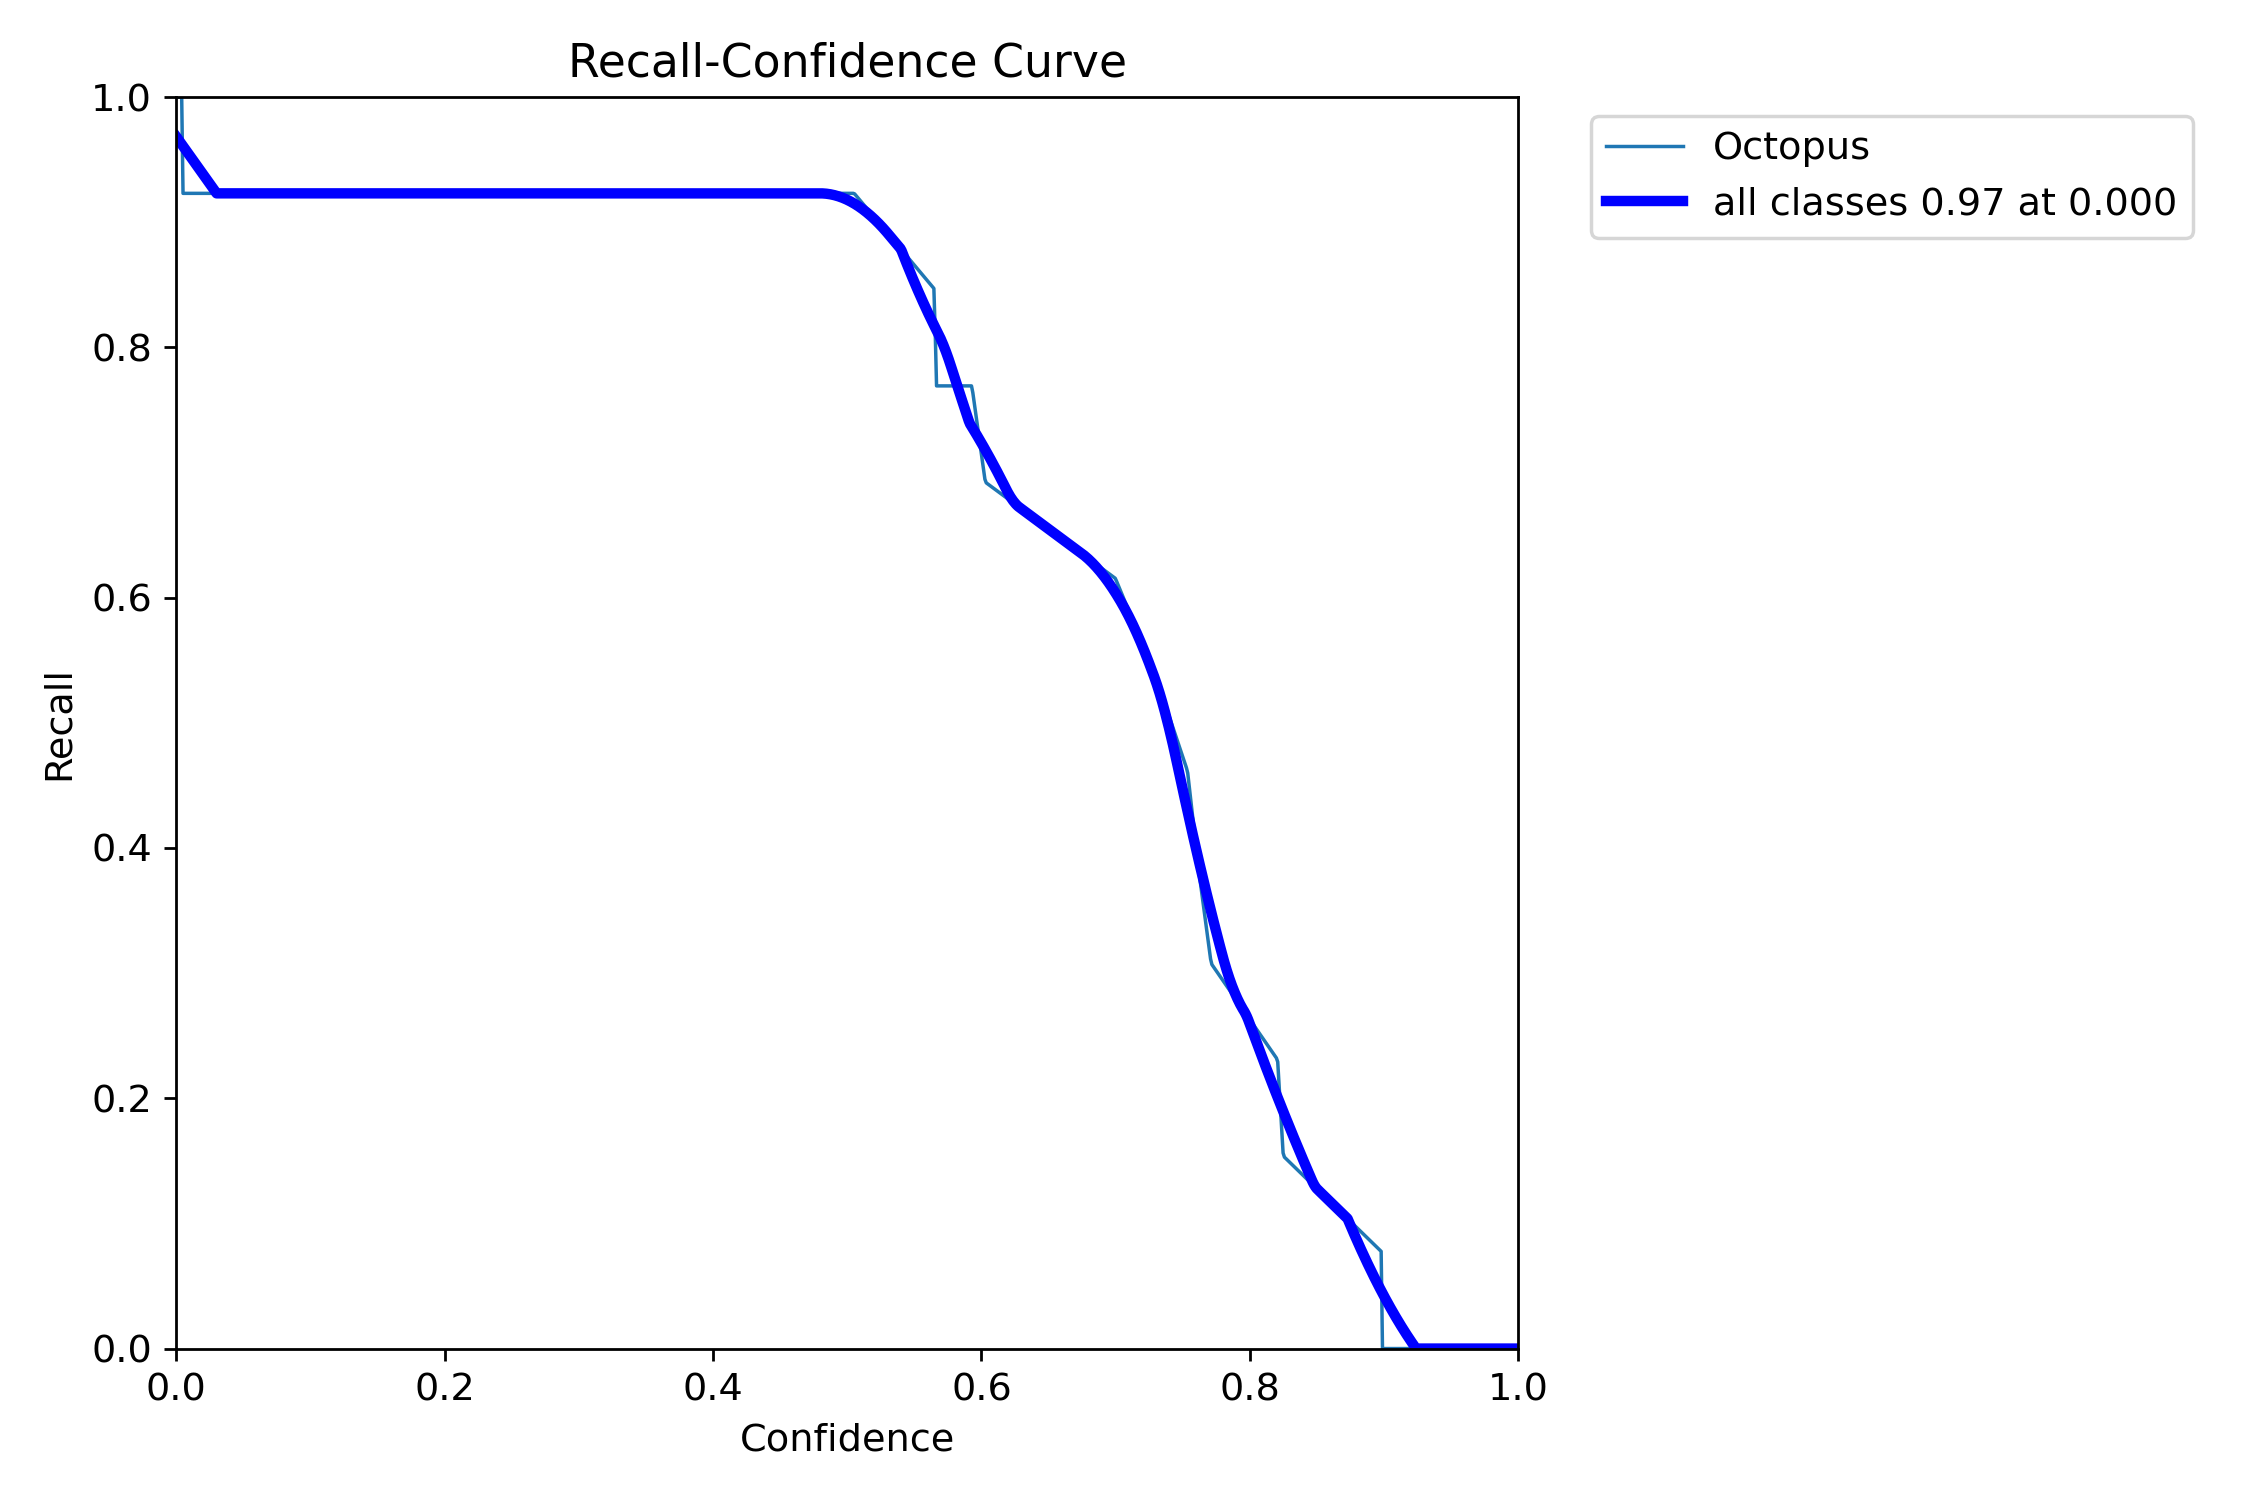 Recall-Confidence Curve
1.0
0.8
0.6
0.4
0.2
0.0
Recall
0.0 0.2 0.4 0.6 0.8 1.0
Confidence
Octopus
all classes 0.97 at 0.000